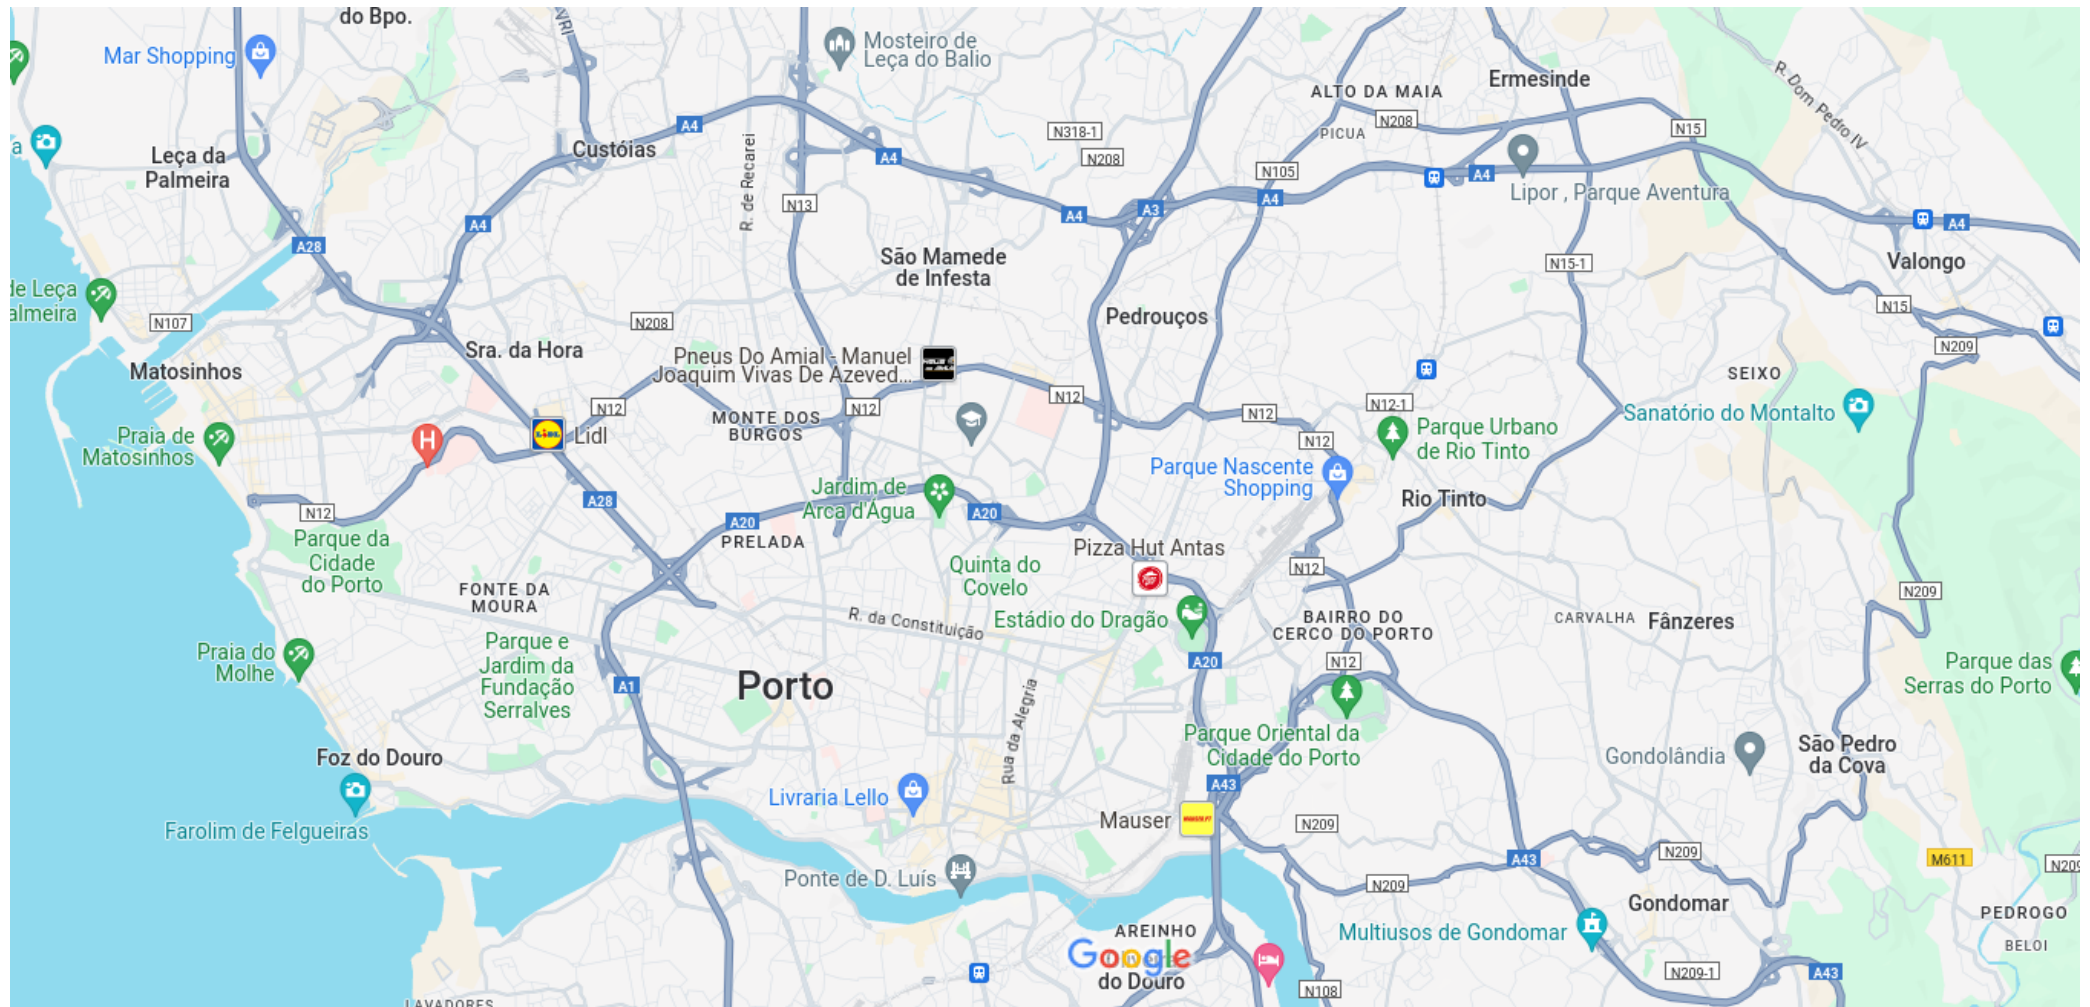 do Bpo.
VRI
Mar Shopping
Mosteiro de
Leça do Balio
Ermesinde
ALTO DA MAIA
R. Dom Pedro IV
N208
PICUA
N15
A4
N318-1
Custóias
R. de Recarei
A4
N208
Leça da
Palmeira
N105
A4
Lipor , Parque Aventura
A4
N13
A3
A4
A4
A4
A28
São Mamede
de Infesta
Valongo
N15-1
de Leça
almeira
N15
N107
N208
Pedrouços
N209
Sra. da Hora
Matosinhos
Pneus Do Amial - Manuel
Joaquim Vivas De Azeved...
SEIXO
N12
N12
N12
N12
N12-1
Sanatório do Montalto
MONTE DOS
BURGOS
Praia de
Matosinhos
H
LIDL
Lidl
N12
Parque Urbano
de Rio Tinto
Parque Nascente
Shopping
Rio Tinto
Jardim de
Arca d'Água
A28
N12
A20
A20
PRELADA
Parque da
Cidade
do Porto
Pizza Hut Antas
Quinta do
Covelo
N12
FONTE DA
MOURA
N209
R. da Constituição
Estádio do Dragão
BAIRRO DO
CERCO DO PORTO
CARVALHA
Fânzeres
Parque e
Jardim da
Fundação
Serralves
Praia do
Molhe
A20
N12
Parque das
Serras do Porto
A1
Porto
Rua da Alegria
Parque Oriental da
Cidade do Porto
Foz do Douro
Gondolândia
São Pedro
da Cova
A43
Livraria Lello
Mauser
N209
Farolim de Felgueiras
A43
N209
M611
N209
Ponte de D. Luís
N209
Gondomar
PEDROGO
AREINHO
Multiusos de Gondomar
BELOI
Google
do Douro
N209-1
A43
N108
LAVADORES